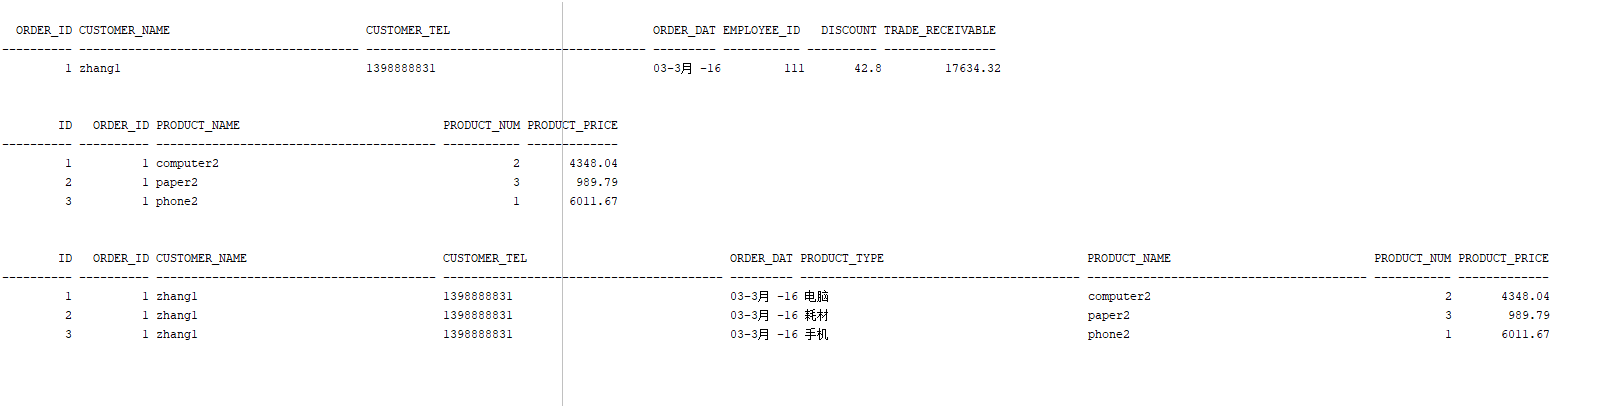 ORDER_ID CUSTOMER_NAME CUSTOMER_TEL ORDER_DAT EMPLOYEE_ID DISCOUNT TRADE_RECEIVABLE
---------- ---------------------------------------- ---------------------------------------- --------- ----------- ---------- ----------------
1 zhang1 1398888831 03-3月 -16 111 42.8 17634.32
ID ORDER_ID PRODUCT_NAME PRODUCT_NUM PRODUCT_PRICE
---------- ---------- ---------------------------------------- ----------- -------------
1 1 computer2 2 4348.04
2 1 paper2 3 989.79
3 1 phone2 1 6011.67
ID ORDER_ID CUSTOMER_NAME CUSTOMER_TEL ORDER_DAT PRODUCT_TYPE PRODUCT_NAME PRODUCT_NUM PRODUCT_PRICE
---------- ---------- ---------------------------------------- ---------------------------------------- --------- ---------------------------------------- ---------------------------------------- ----------- -------------
1 1 zhang1 1398888831 03-3月 -16 电脑 computer2 2 4348.04
2 1 zhang1 1398888831 03-3月 -16 耗材 paper2 3 989.79
3 1 zhang1 1398888831 03-3月 -16 手机 phone2 1 6011.67